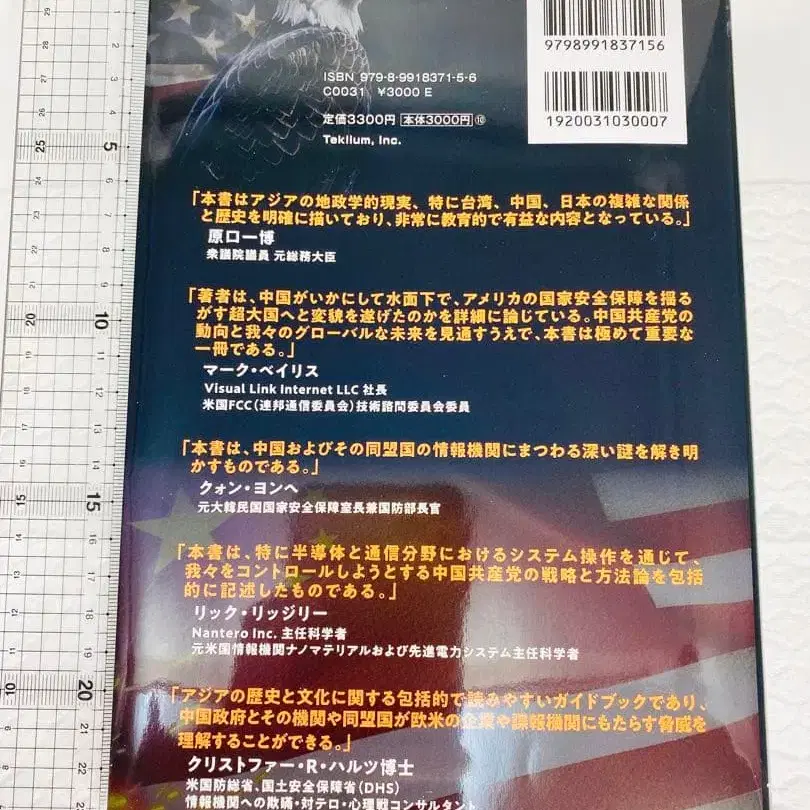 9798991837156
ISBN 979-8-9918371-5-6
C0031 ¥3000 E
1920031030007
定価3300円 本体3000円 ⑩
Teklium, Inc.
「本書はアジアの地政学的現実、特に台湾、中国、日本の複雑な関係
と歴史を明確に描いており、非常に教育的で有益な内容となっている。」
原口一博
衆議院議員 元総務大臣
「著者は、中国がいかにして水面下で、アメリカの国家安全保障を揺る
がす超大国へと変貌を遂げたのかを詳細に論じている。中国共産党の
動向と我々のグローバルな未来を見通すうえで、本書は極めて重要な
一冊である。」
マーク・ベイリス
Visual Link Internet LLC 社長
米国FCC(連邦通信委員会)技術諮問委員会委員
「本書は、中国およびその同盟国の情報機関にまつわる深い謎を解き明
かすものである。」
クォン・ヨンヘ
元大韓民国国家安全保障室長兼国防部長官
「本書は、特に半導体と通信分野におけるシステム操作を通じて、
我々をコントロールしようとする中国共産党の戦略と方法論を包括
的に記述したものである。」
リック・リッジリー
Nantero Inc. 主任科学者
元米国情報機関ナノマテリアルおよび先進電力システム主任科学者
「アジアの歴史と文化に関する包括的で読みやすいガイドブックであり、
中国政府とその機関や同盟国が欧米の企業や諜報機関にもたらす脅威を
理解することができる。」
クリストファー・R・ハルツ博士
米国防総省、国土安全保障省(DHS)
情報機関への欺瞞・対テロ・心理戦コンサルタント
5
10
15
20
25